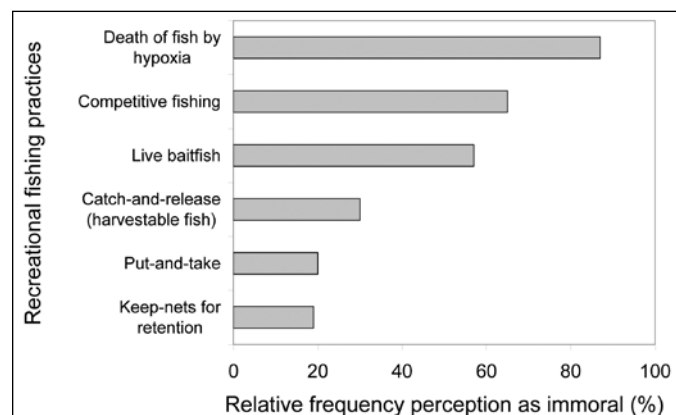 Recreational fishing practices
Death of fish by
hypoxia
Competitive fishing
Live baitfish
Catch-and-release
(harvestable fish)
Put-and-take
Keep-nets for
retention
0 20 40 60 80 100
Relative frequency perception as immoral (%)